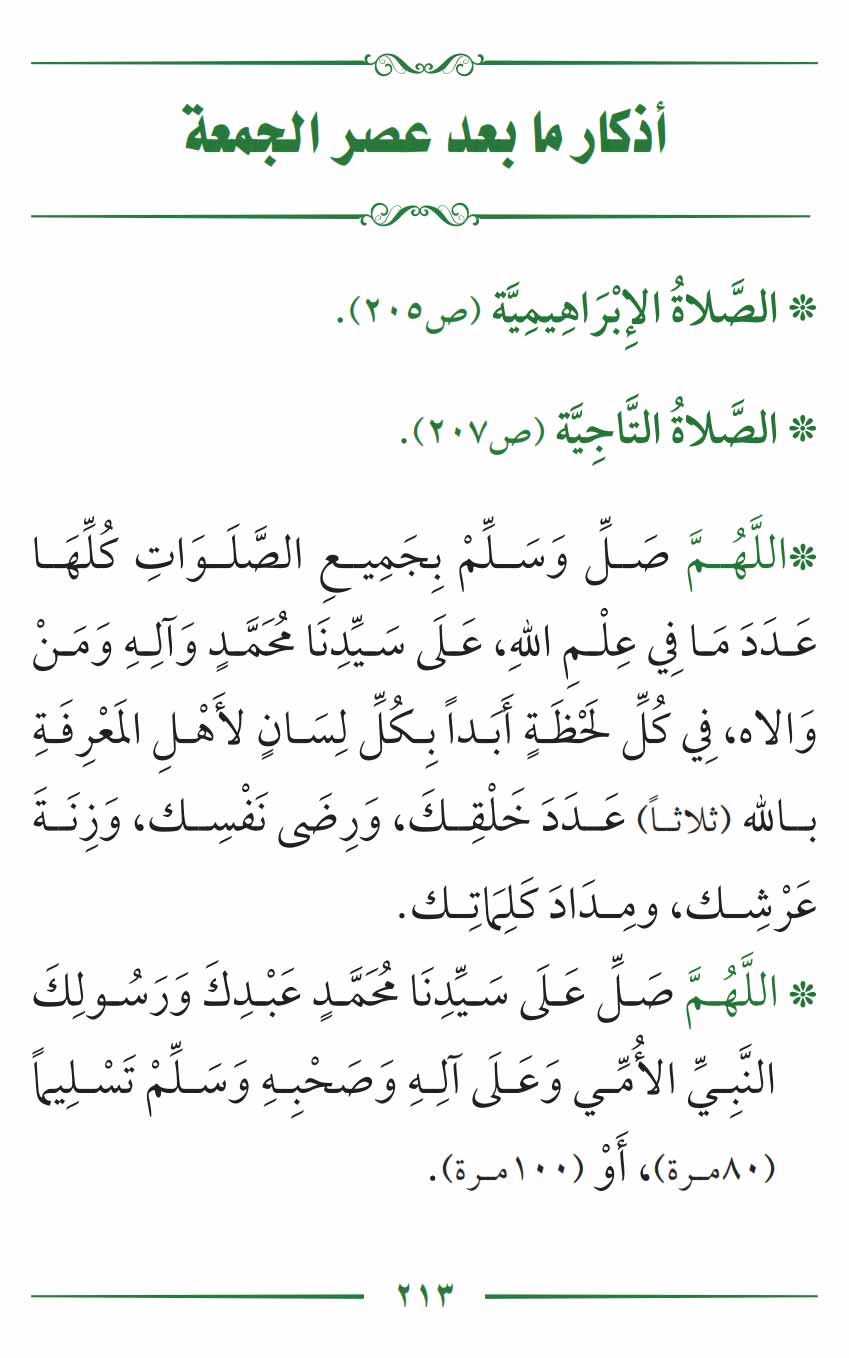 أذكار ما بعد عصر الجمعة
❊ الصَّلاةُ الإِبْرَاهِيمِيَّة (ص٢٠٥).
❊ الصَّلاةُ التَّاجِيَّة (ص٢٠٧).
❊اللَّهُمَّ صَلِّ وَسَلِّمْ بِجَمِيعِ الصَّلَوَاتِ كُلِّهَا
عَدَدَ مَا فِي عِلْمِ اللهِ، عَلَى سَيِّدِنَا مُحَمَّدٍ وَآلِهِ وَمَنْ
وَالاه، فِي كُلِّ لَحْظَةٍ أَبَداً بِكُلِّ لِسَانٍ لأَهْلِ المَعْرِفَةِ
بالله (ثلاثاً) عَدَدَ خَلْقِكَ، وَرِضَى نَفْسِك، وَزِنَةَ
عَرْشِك، ومِدَادَ كَلِمَاتِك.
❊ اللَّهُمَّ صَلِّ عَلَى سَيِّدِنَا مُحَمَّدٍ عَبْدِكَ وَرَسُولِكَ
النَّبِيِّ الأُمِّي وَعَلَى آلِهِ وَصَحْبِهِ وَسَلِّمْ تَسْلِيماً
(٨٠مرة)، أَوْ (١٠٠مرة).
٢١٣